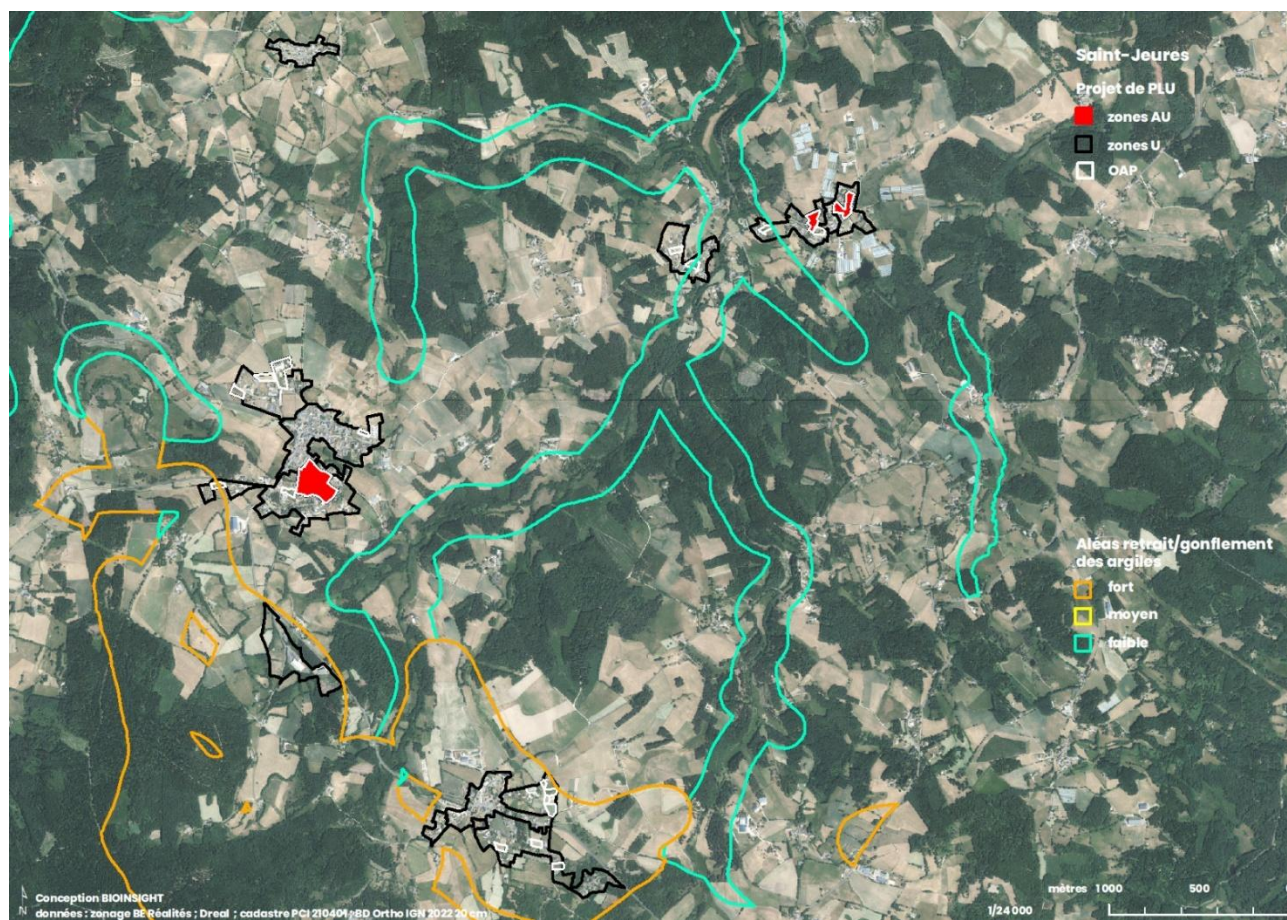 Saint-Jeures
Projet de PLU
zones AU
zones U
OAP
Aléas retrait/gonflement
des argiles
fort
moyen
faible
mètres 1000 500
1/24 000
Conception BIOINSIGHT
N données : zonage BE Réalités ; Dreal ; cadastre PCI 210401 ; BD Ortho IGN 2022 20 cm